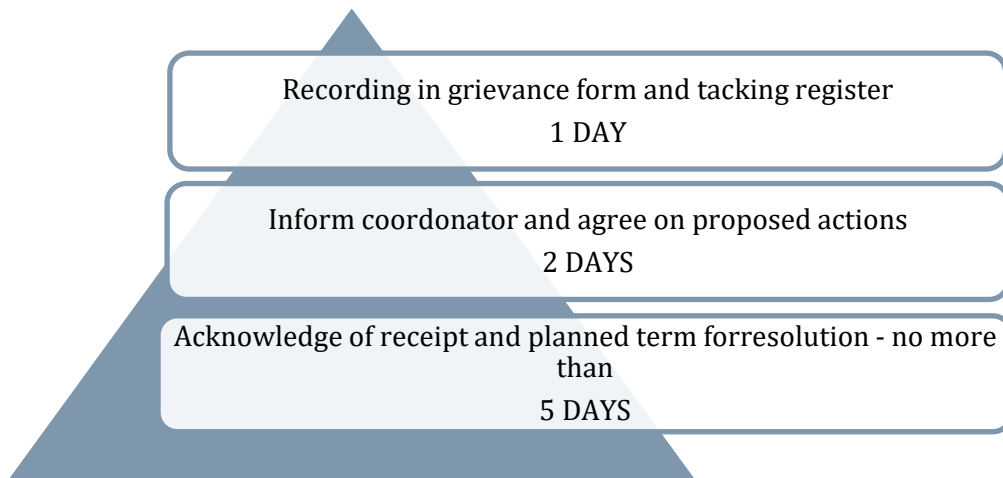 Recording in grievance form and tacking register
1 DAY
Inform coordonator and agree on proposed actions
2 DAYS
Acknowledge of receipt and planned term forresolution - no more
than
5 DAYS